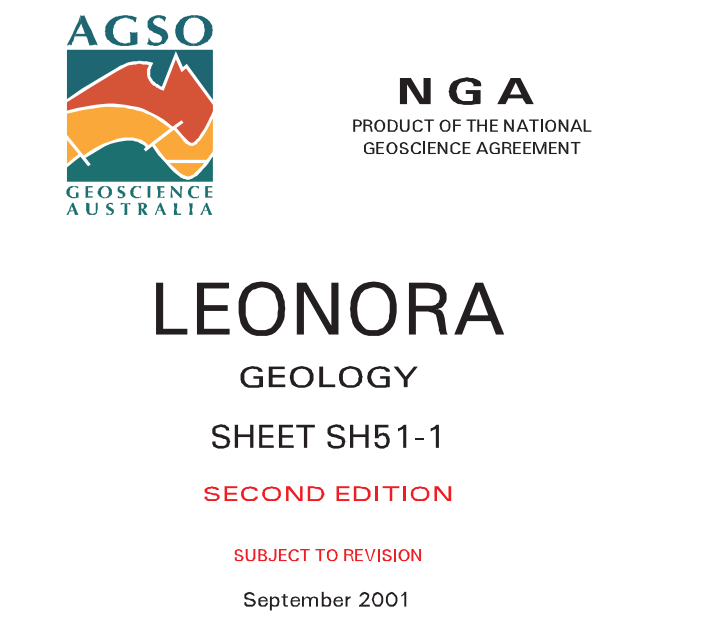 AGSO
GEOSCIENCE
AUSTRALIA
N G A
PRODUCT OF THE NATIONAL
GEOSCIENCE AGREEMENT
LEONORA
GEOLOGY
SHEET SH51-1
SECOND EDITION
SUBJECT TO REVISION
September 2001